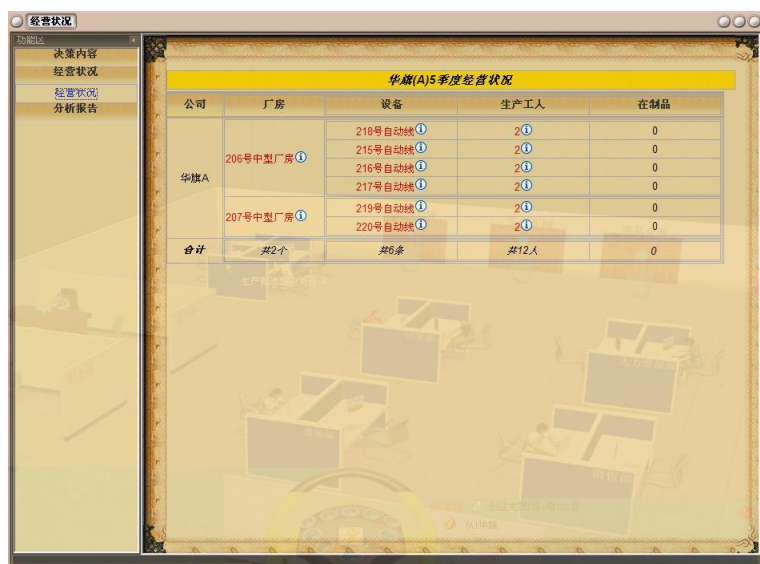 经营状况
功能区
决策内容
经营状况
经营状况
分析报告
华旗(A)5季度经营状况
公司 厂房 设备 生产工人 在制品
华旗A
206号中型厂房
218号自动线 2 0
215号自动线 2 0
216号自动线 2 0
217号自动线 2 0
207号中型厂房
219号自动线 2 0
220号自动线 2 0
合计 共2个 共6条 共12人 0